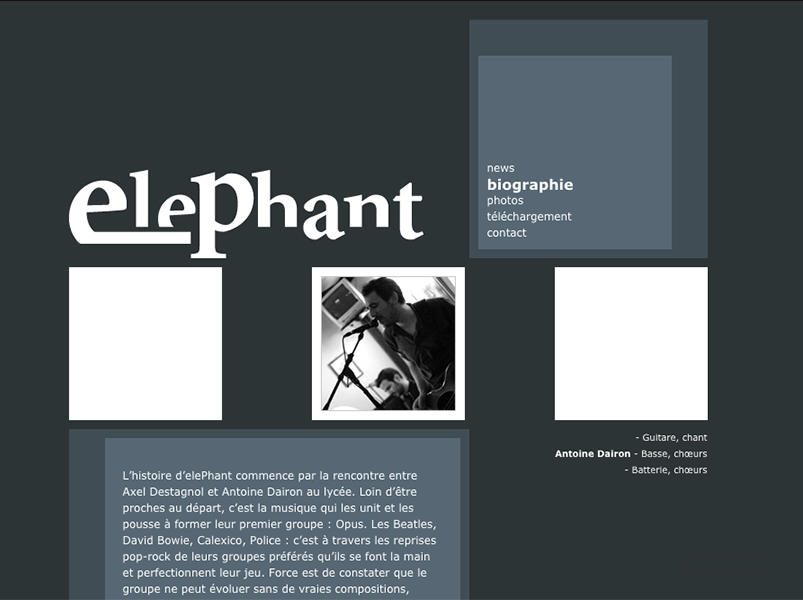 elePhant
news
biographie
photos
téléchargement
contact
- Guitare, chant
Antoine Dairon - Basse, chœurs
- Batterie, chœurs
L’histoire d’elePhant commence par la rencontre entre
Axel Destagnol et Antoine Dairon au lycée. Loin d’être
proches au départ, c’est la musique qui les unit et les
pousse à former leur premier groupe : Opus. Les Beatles,
David Bowie, Calexico, Police : c’est à travers les reprises
pop-rock de leurs groupes préférés qu’ils se font la main
et perfectionnent leur jeu. Force est de constater que le
groupe ne peut évoluer sans de vraies compositions,